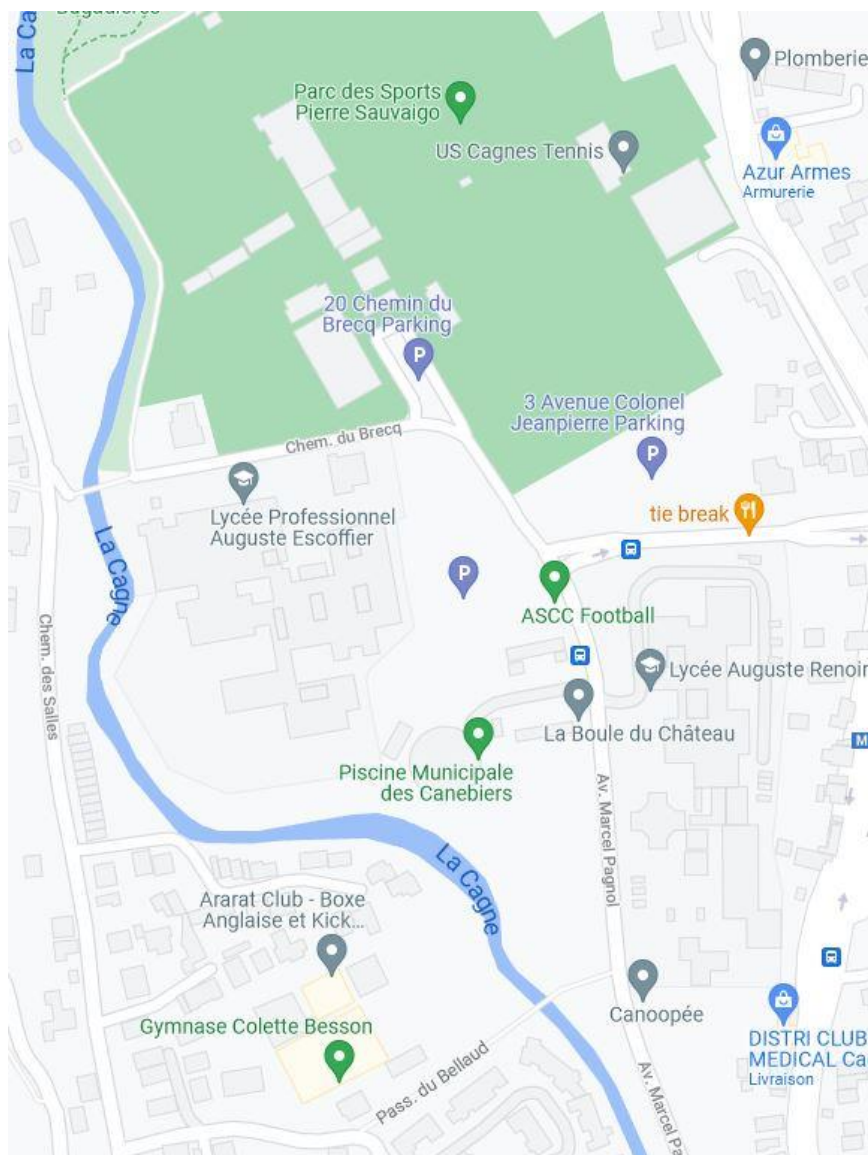 La Ca
Plomberie
Parc des Sports
Pierre Sauvaigo
US Cagnes Tennis
Azur Armes
Armurerie
20 Chemin du
Brecq Parking
P
3 Avenue Colonel
Jeanpierre Parking
P
Chem. du Brecq
Lycée Professionnel
Auguste Escoffier
tie break
La Cagne
P
ASCC Football
Chem. des Salles
Lycée Auguste Renoir
La Boule du Château
M
Piscine Municipale
des Canebiers
Av. Marcel Pagnol
La Cagne
Ararat Club - Boxe
Anglaise et Kick...
Canoopée
Gymnase Colette Besson
DISTRI CLUB
MEDICAL Ca
Livraison
Pass. du Bellaud
Av. Marcel Pa